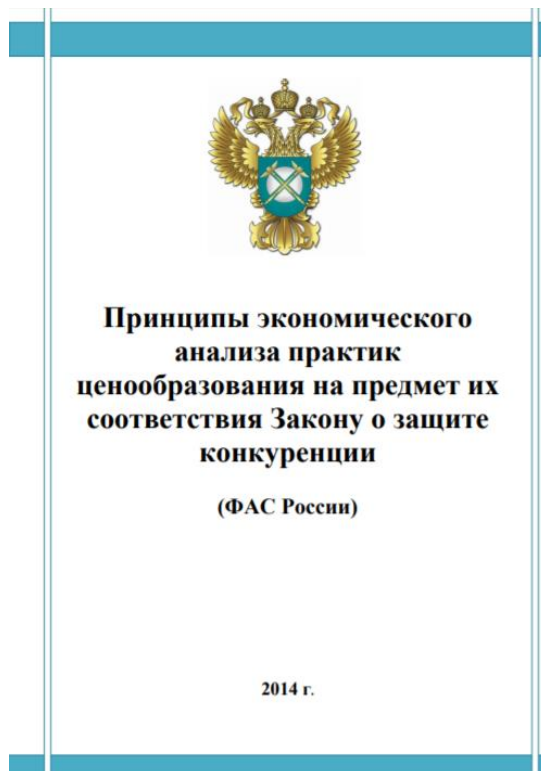 Принципы экономического
анализа практик
ценообразования на предмет их
соответствия Закону о защите
конкуренции
(ФАС России)
2014 г.